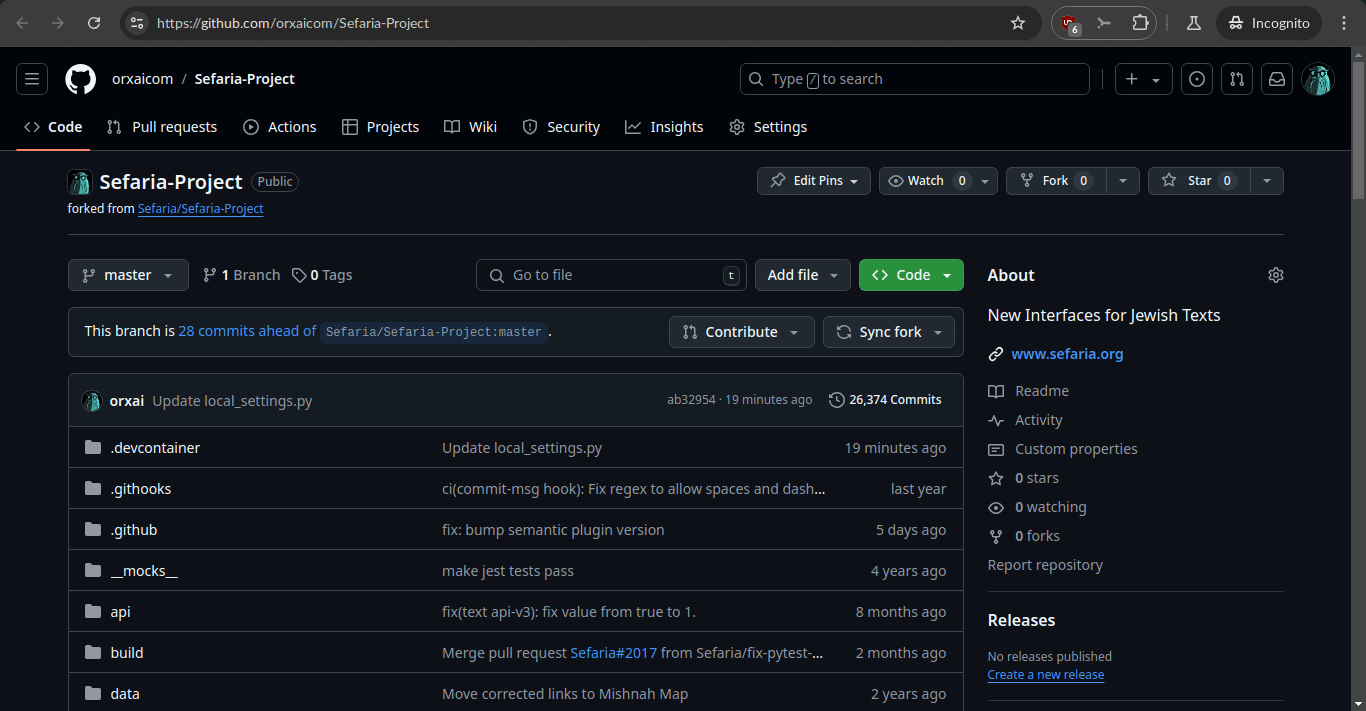 https://github.com/orxaicom/Sefaria-Project
6
Incognito
orxaicom / Sefaria-Project
Type / to search
Code Pull requests Actions Projects Wiki Security Insights Settings
Sefaria-Project Public
Edit Pins Watch 0 Fork 0 Star 0
forked from Sefaria/Sefaria-Project
master 1 Branch 0 Tags Go to file t Add file Code
This branch is 28 commits ahead of Sefaria/Sefaria-Project:master. Contribute Sync fork
orxai Update local_settings.py ab32954 · 19 minutes ago 26,374 Commits
.devcontainer Update local_settings.py 19 minutes ago
.githooks ci(commit-msg hook): Fix regex to allow spaces and dash... last year
.github fix: bump semantic plugin version 5 days ago
__mocks__ make jest tests pass 4 years ago
api fix(text api-v3): fix value from true to 1. 8 months ago
build Merge pull request Sefaria#2017 from Sefaria/fix-pytest-... 2 months ago
data Move corrected links to Mishnah Map 2 years ago
About
New Interfaces for Jewish Texts
www.sefaria.org
Readme
Activity
Custom properties
0 stars
0 watching
0 forks
Report repository
Releases
No releases published
Create a new release